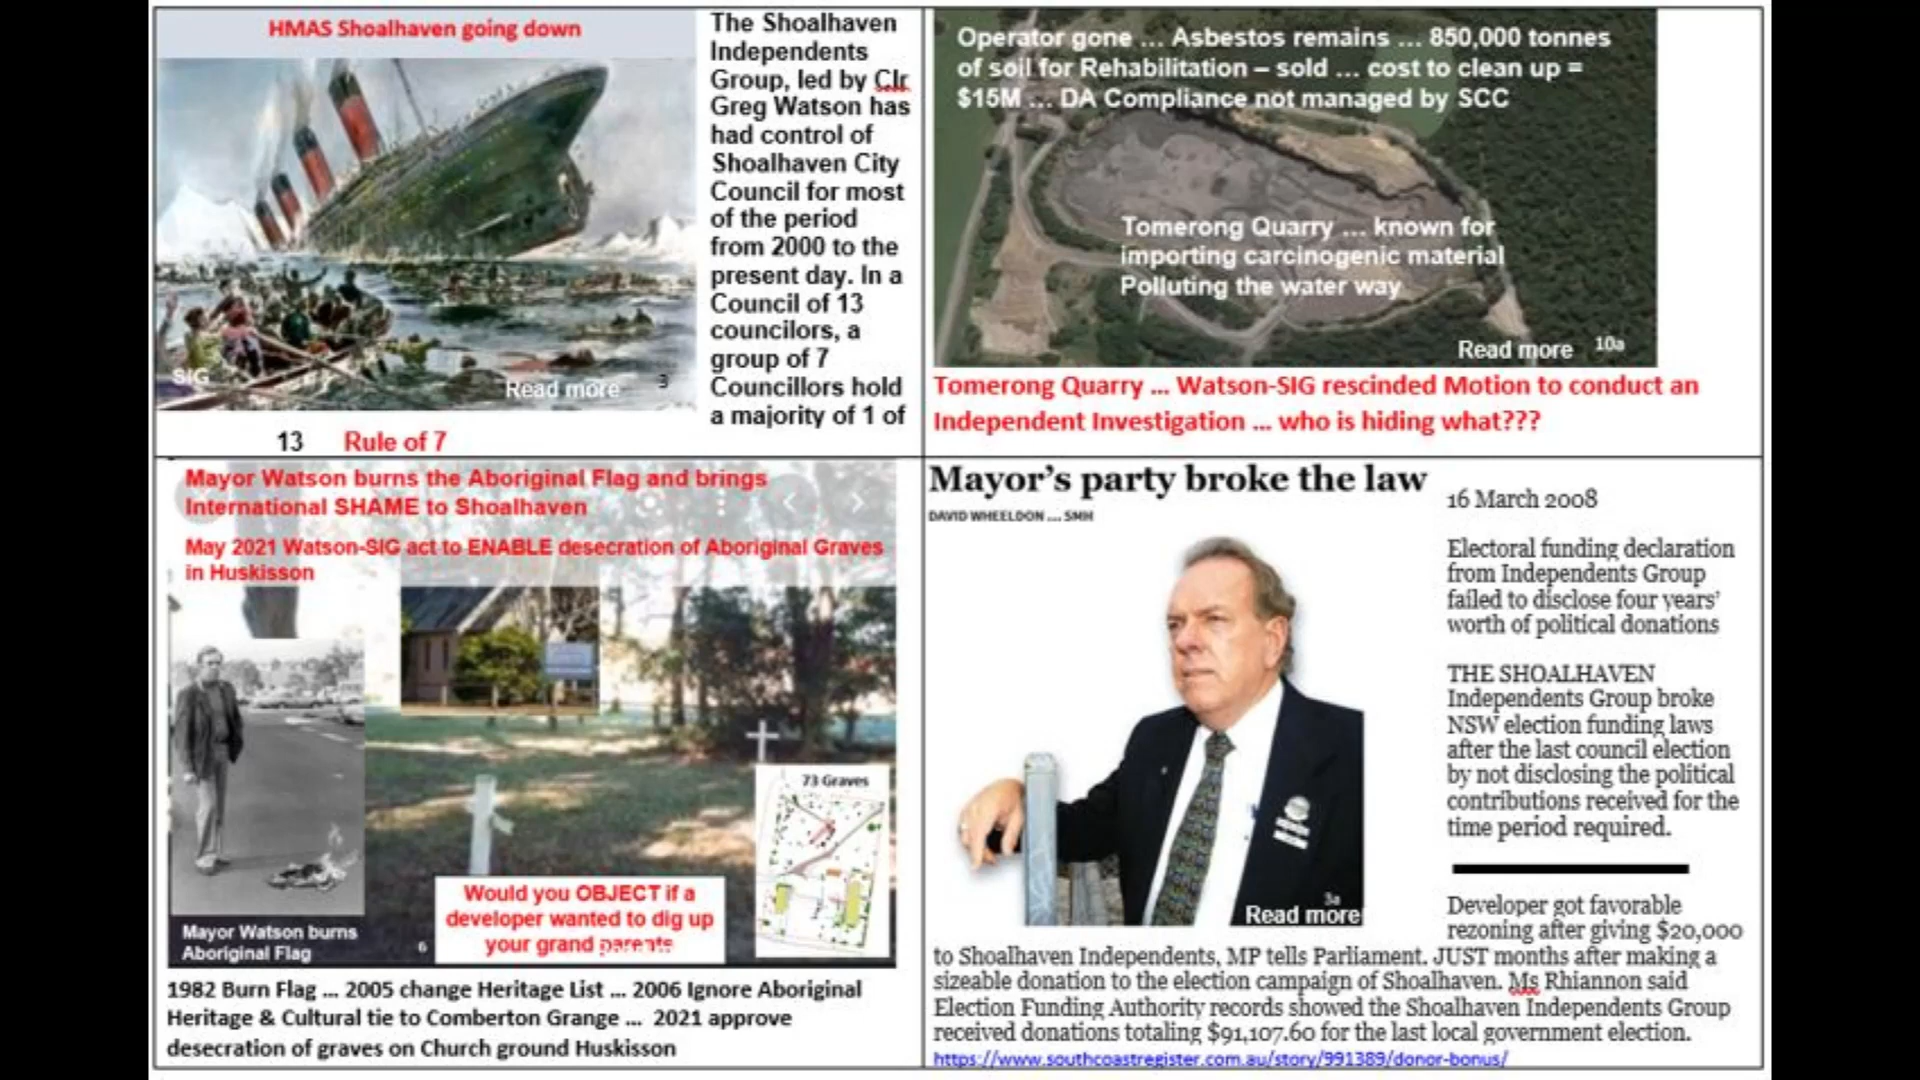 HMAS Shoalhaven going down
SIG
Read more
3
The Shoalhaven
Independents
Group, led by Clr
Greg Watson has
had control of
Shoalhaven City
Council for most
of the period
from 2000 to the
present day. In a
Council of 13
councilors, a
group of 7
Councillors hold
a majority of 1 of
13 Rule of 7
Operator gone ... Asbestos remains ... 850,000 tonnes
of soil for Rehabilitation – sold ... cost to clean up =
$15M ... DA Compliance not managed by SCC
Tomerong Quarry ... known for
importing carcinogenic material
Polluting the water way
Read more 10a
Tomerong Quarry ... Watson-SIG rescinded Motion to conduct an
Independent Investigation ... who is hiding what???
Mayor Watson burns the Aboriginal Flag and brings
International SHAME to Shoalhaven
May 2021 Watson-SIG act to ENABLE desecration of Aboriginal Graves
in Huskisson
73 Graves
Mayor Watson burns
Aboriginal Flag
6
Would you OBJECT if a
developer wanted to dig up
your grand parents
1982 Burn Flag ... 2005 change Heritage List ... 2006 Ignore Aboriginal
Heritage & Cultural tie to Comberton Grange ... 2021 approve
desecration of graves on Church ground Huskisson
Mayor's party broke the law
DAVID WHEELDON .... SMH
3a
Read more
16 March 2008
Electoral funding declaration
from Independents Group
failed to disclose four years'
worth of political donations
THE SHOALHAVEN
Independents Group broke
NSW election funding laws
after the last council election
by not disclosing the political
contributions received for the
time period required.
Developer got favorable
rezoning after giving $20,000
to Shoalhaven Independents, MP tells Parliament. JUST months after making a
sizeable donation to the election campaign of Shoalhaven. Ms Rhiannon said
Election Funding Authority records showed the Shoalhaven Independents Group
received donations totaling $91,107.60 for the last local government election.
https://www.southcoastregister.com.au/story/991389/donor-bonus/